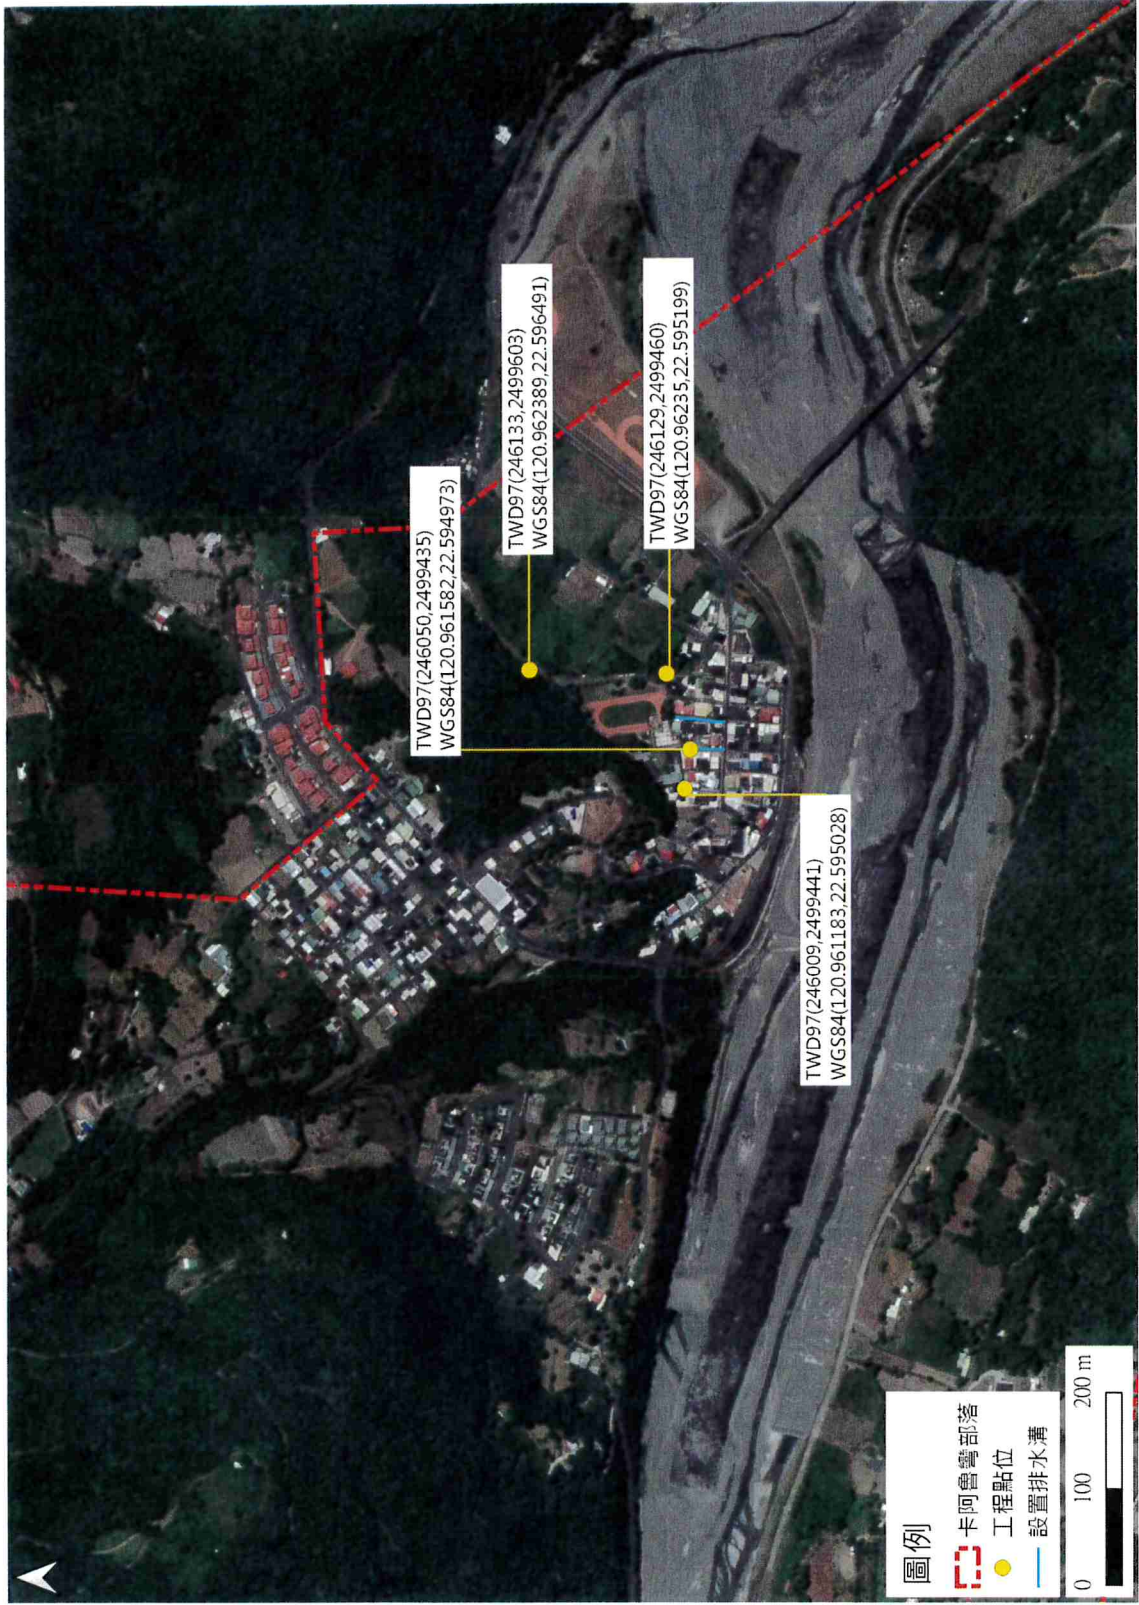 TWD97(246050,2499435)
WGS84(120.961582,22.594973)
TWD97(246133,2499603)
WGS84(120.962389,22.596491)
TWD97(246129,2499460)
WGS84(120.96235,22.595199)
TWD97(246009,2499441)
WGS84(120.961183,22.595028)
圖例
卡阿魯彎部落
工程點位
設置排水溝
0 100 200 m